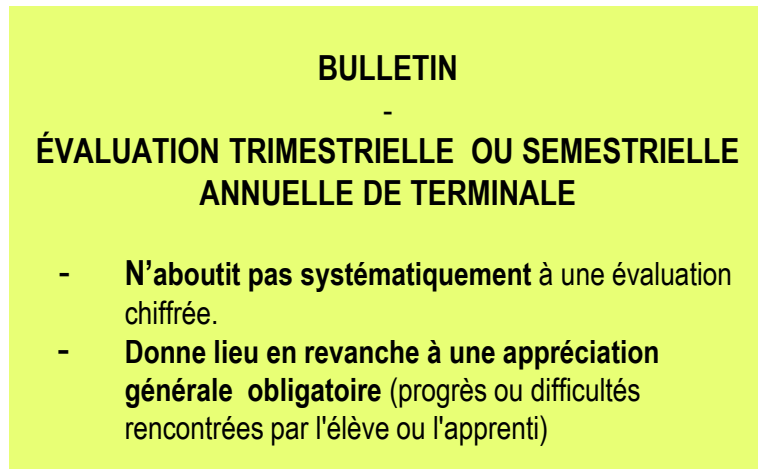 BULLETIN
-
ÉVALUATION TRIMESTRIELLE OU SEMESTRIELLE
ANNUELLE DE TERMINALE
- N’aboutit pas systématiquement à une évaluation
chiffrée.
- Donne lieu en revanche à une appréciation
générale obligatoire (progrès ou difficultés
rencontrées par l'élève ou l'apprenti)